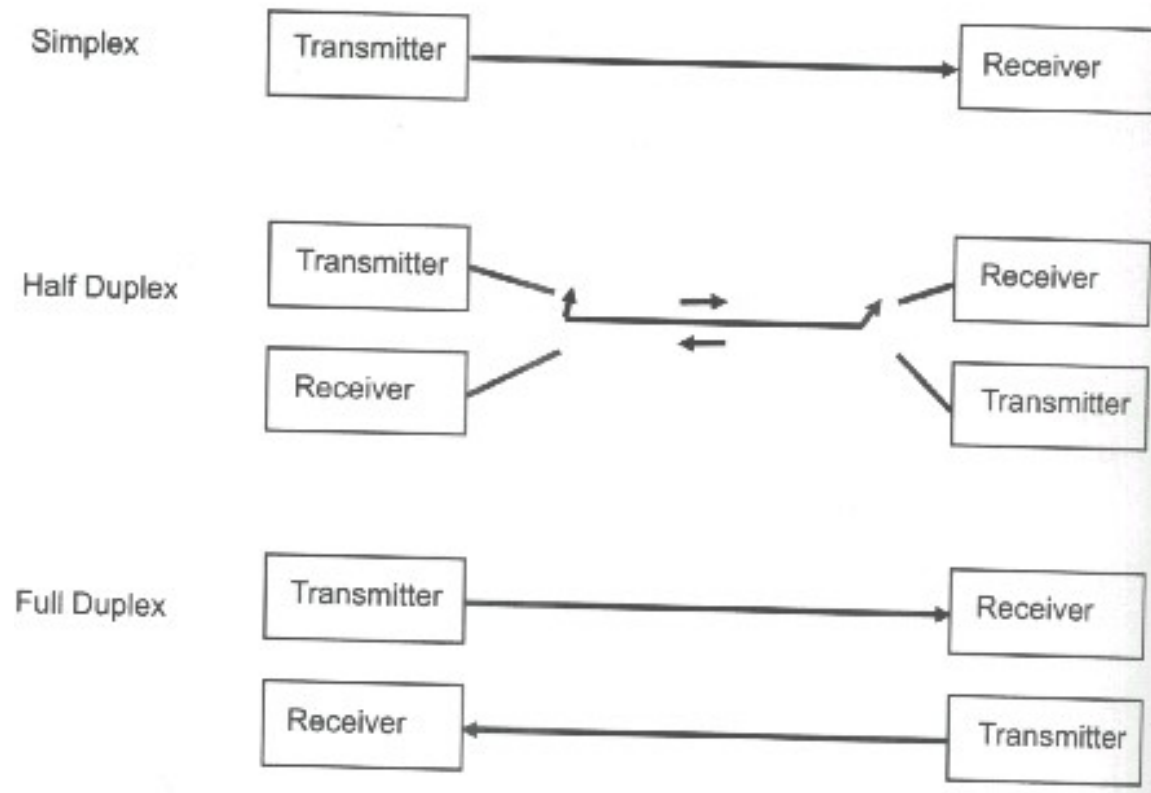 Simplex
Transmitter
Receiver
Half Duplex
Transmitter
Receiver
Receiver
Transmitter
Full Duplex
Transmitter
Receiver
Receiver
Transmitter